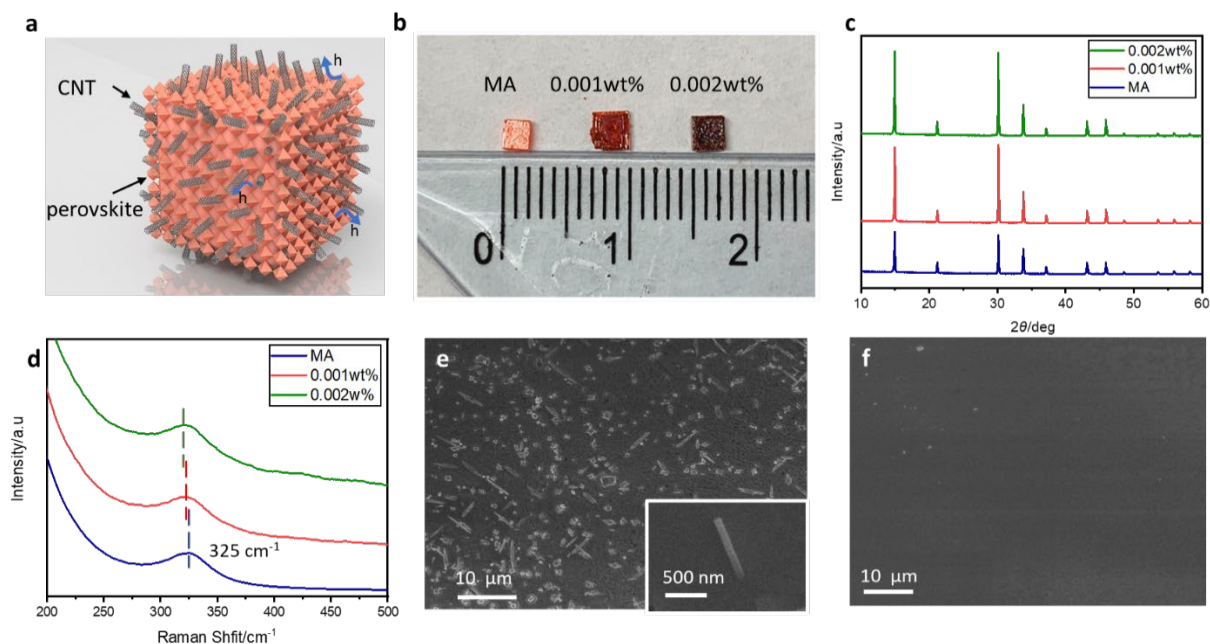 a
h
CNT
perovskite
h
h
b
MA 0.001wt% 0.002wt%
0 1 2
c
0.002wt%
0.001wt%
MA
Intensity/a.u
10 20 30 40 50 60
2θ/deg
d
MA
0.001wt%
0.002w%
Intensity/a.u
325 cm⁻¹
200 250 300 350 400 450 500
Raman Shfit/cm⁻¹
e
10 μm
500 nm
f
10 μm